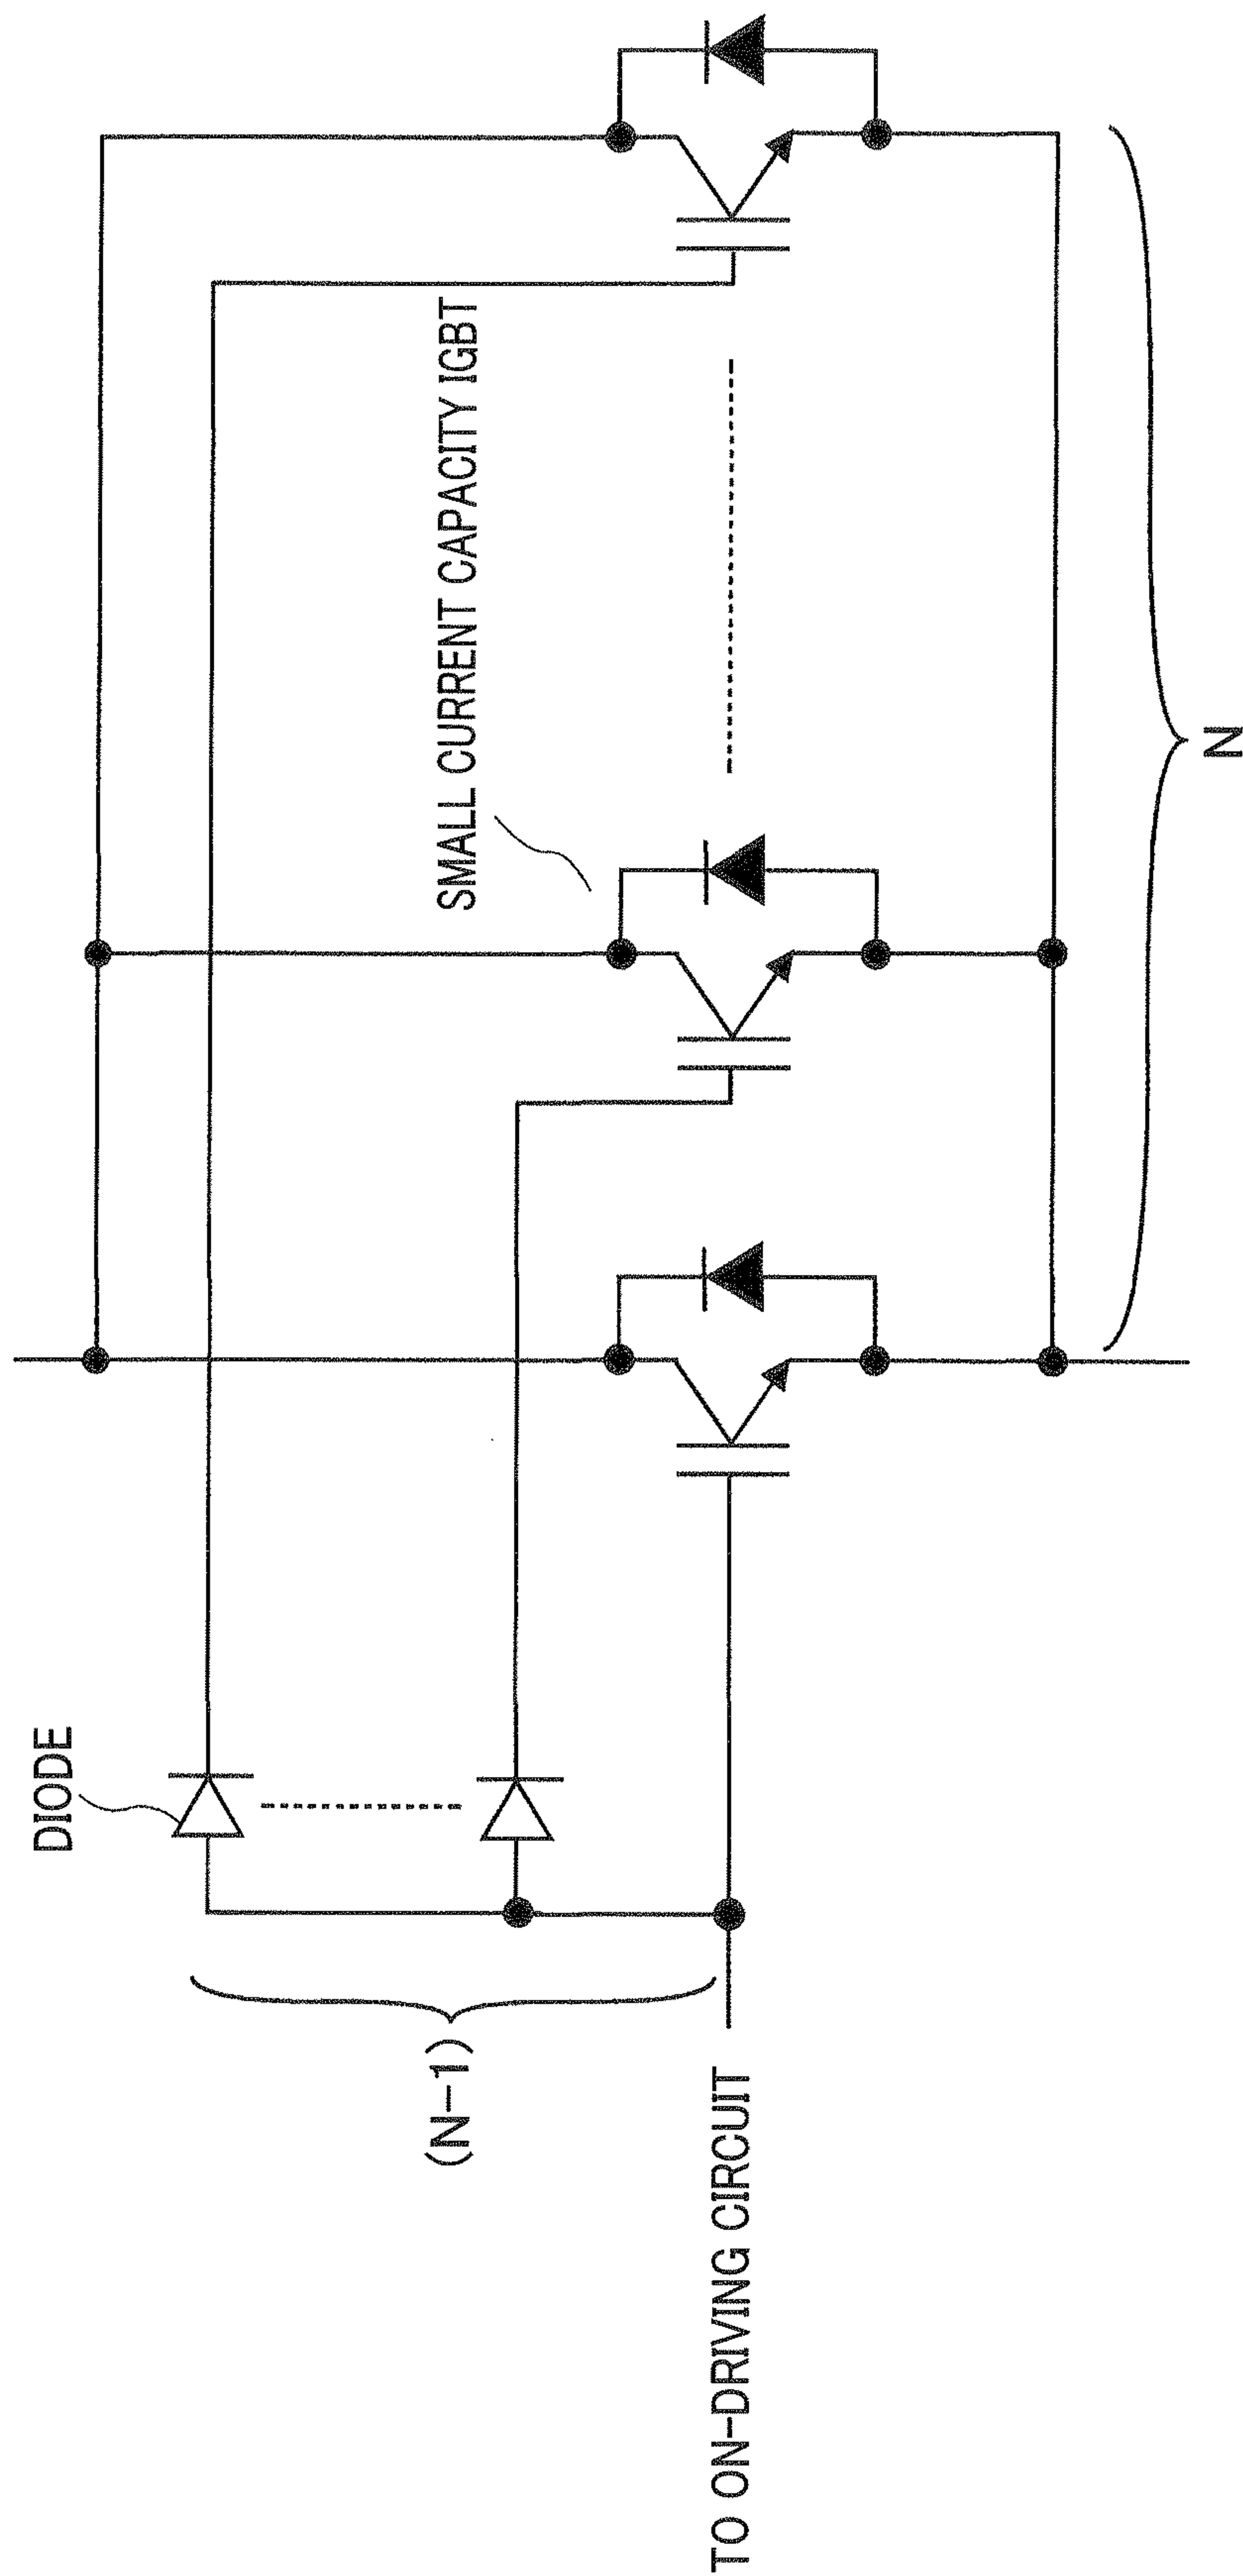 DIODE
SMALL CURRENT CAPACITY IGBT
(N-1)
TO ON-DRIVING CIRCUIT
N